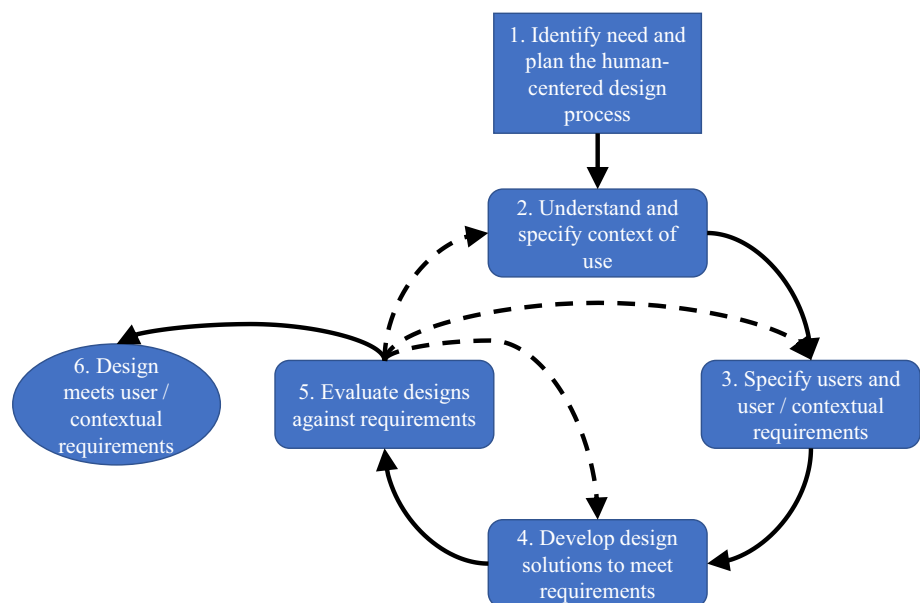 1. Identify need and
plan the human-
centered design
process
2. Understand and
specify context of
use
3. Specify users and
user / contextual
requirements
4. Develop design
solutions to meet
requirements
5. Evaluate designs
against requirements
6. Design
meets user /
contextual
requirements